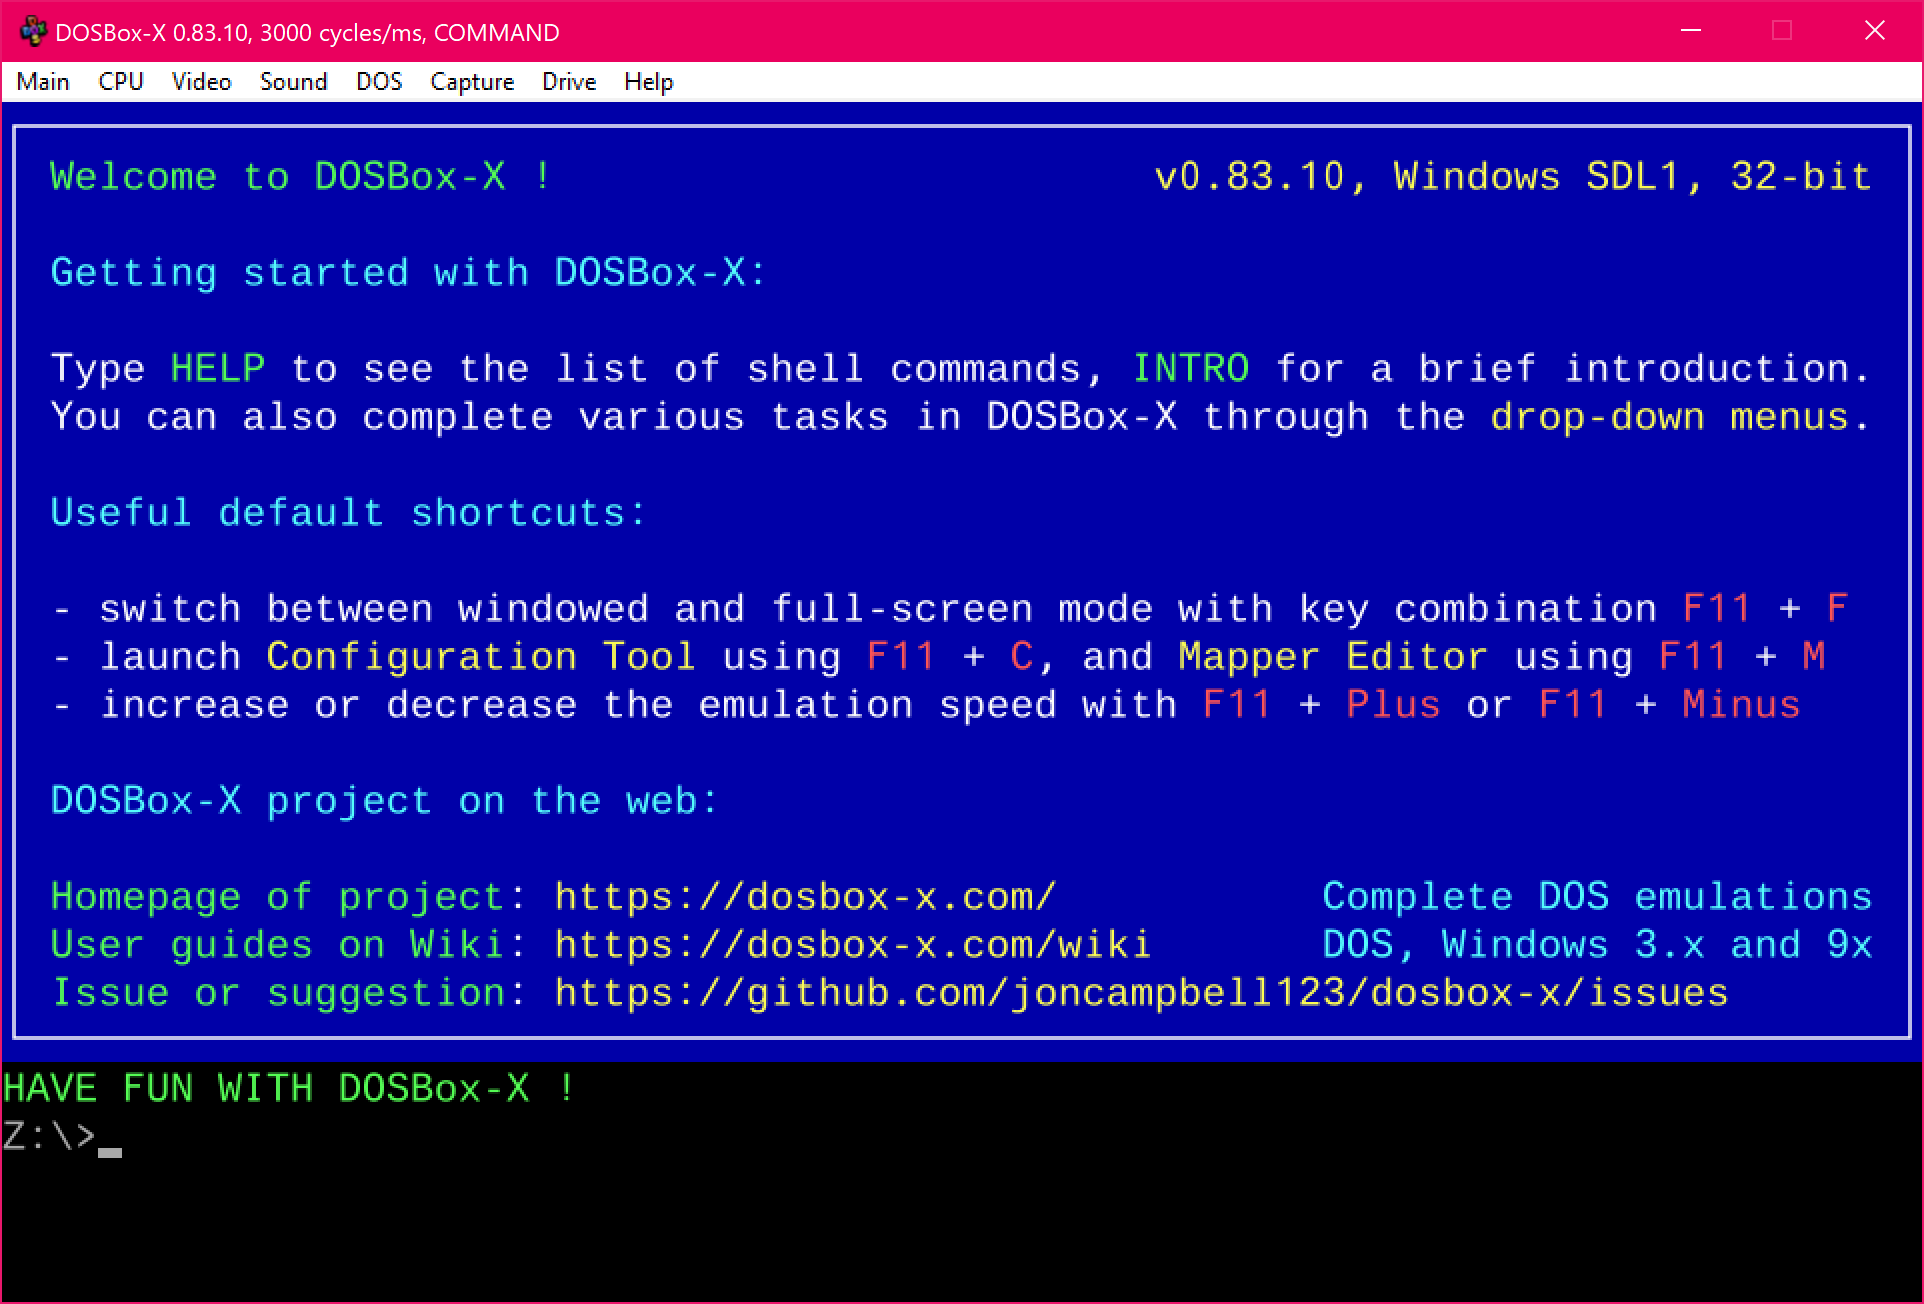 DOSBox-X 0.83.10, 3000 cycles/ms, COMMAND
Main CPU Video Sound DOS Capture Drive Help
Welcome to DOSBox-X ! v0.83.10, Windows SDL1, 32-bit
Getting started with DOSBox-X:
Type HELP to see the list of shell commands, INTRO for a brief introduction.
You can also complete various tasks in DOSBox-X through the drop-down menus.
Useful default shortcuts:
- switch between windowed and full-screen mode with key combination F11 + F
- launch Configuration Tool using F11 + C, and Mapper Editor using F11 + M
- increase or decrease the emulation speed with F11 + Plus or F11 + Minus
DOSBox-X project on the web:
Homepage of project: https://dosbox-x.com/ Complete DOS emulations
User guides on Wiki: https://dosbox-x.com/wiki DOS, Windows 3.x and 9x
Issue or suggestion: https://github.com/joncampbell123/dosbox-x/issues
HAVE FUN WITH DOSBox-X !
Z:\>